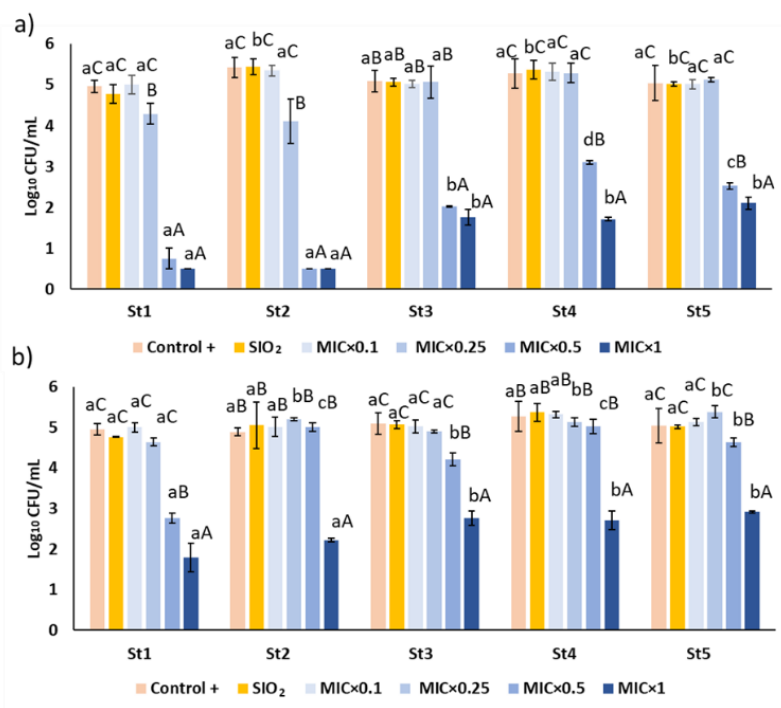 a)
aC aC aC B aA aA
aC bC aC B aA aA
aB aB aB aB bA bA
aC bC aC aC dB bA
aC bC aC aC cB bA
Log₁₀ CFU/mL
6
5
4
3
2
1
0
St1 St2 St3 St4 St5
Control + SIO₂ MIC×0.1 MIC×0.25 MIC×0.5 MIC×1
b)
aC aC aC aC aB aA
aB aB aB bB cB aA
aC aC aC aC bB bA
aB aB aB bB cB bA
aC aC aC bC bB bA
Log₁₀ CFU/mL
6
5
4
3
2
1
0
St1 St2 St3 St4 St5
Control + SIO₂ MIC×0.1 MIC×0.25 MIC×0.5 MIC×1